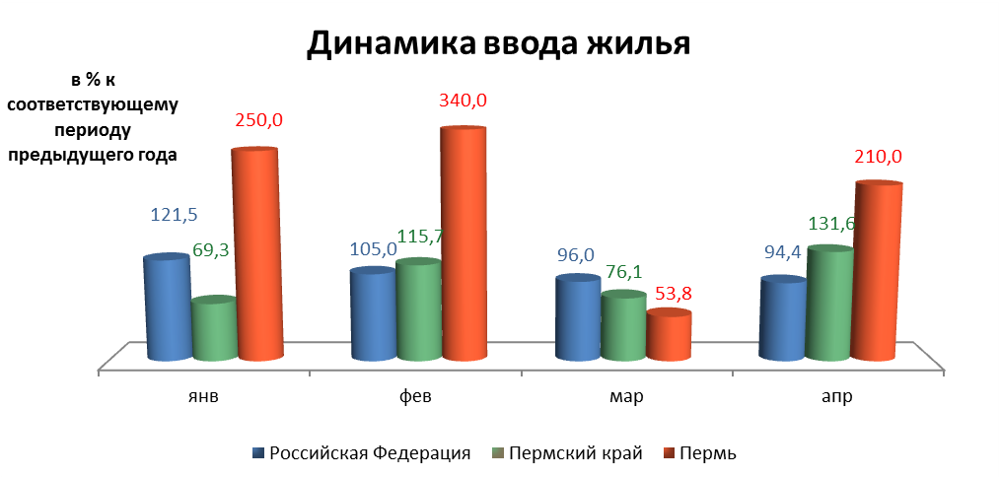 Динамика ввода жилья
в % к
соответствующему
периоду
предыдущего года
250,0
340,0
210,0
121,5
69,3
105,0
115,7
96,0
76,1
53,8
94,4
131,6
янв
фев
мар
апр
Российская Федерация
Пермский край
Пермь